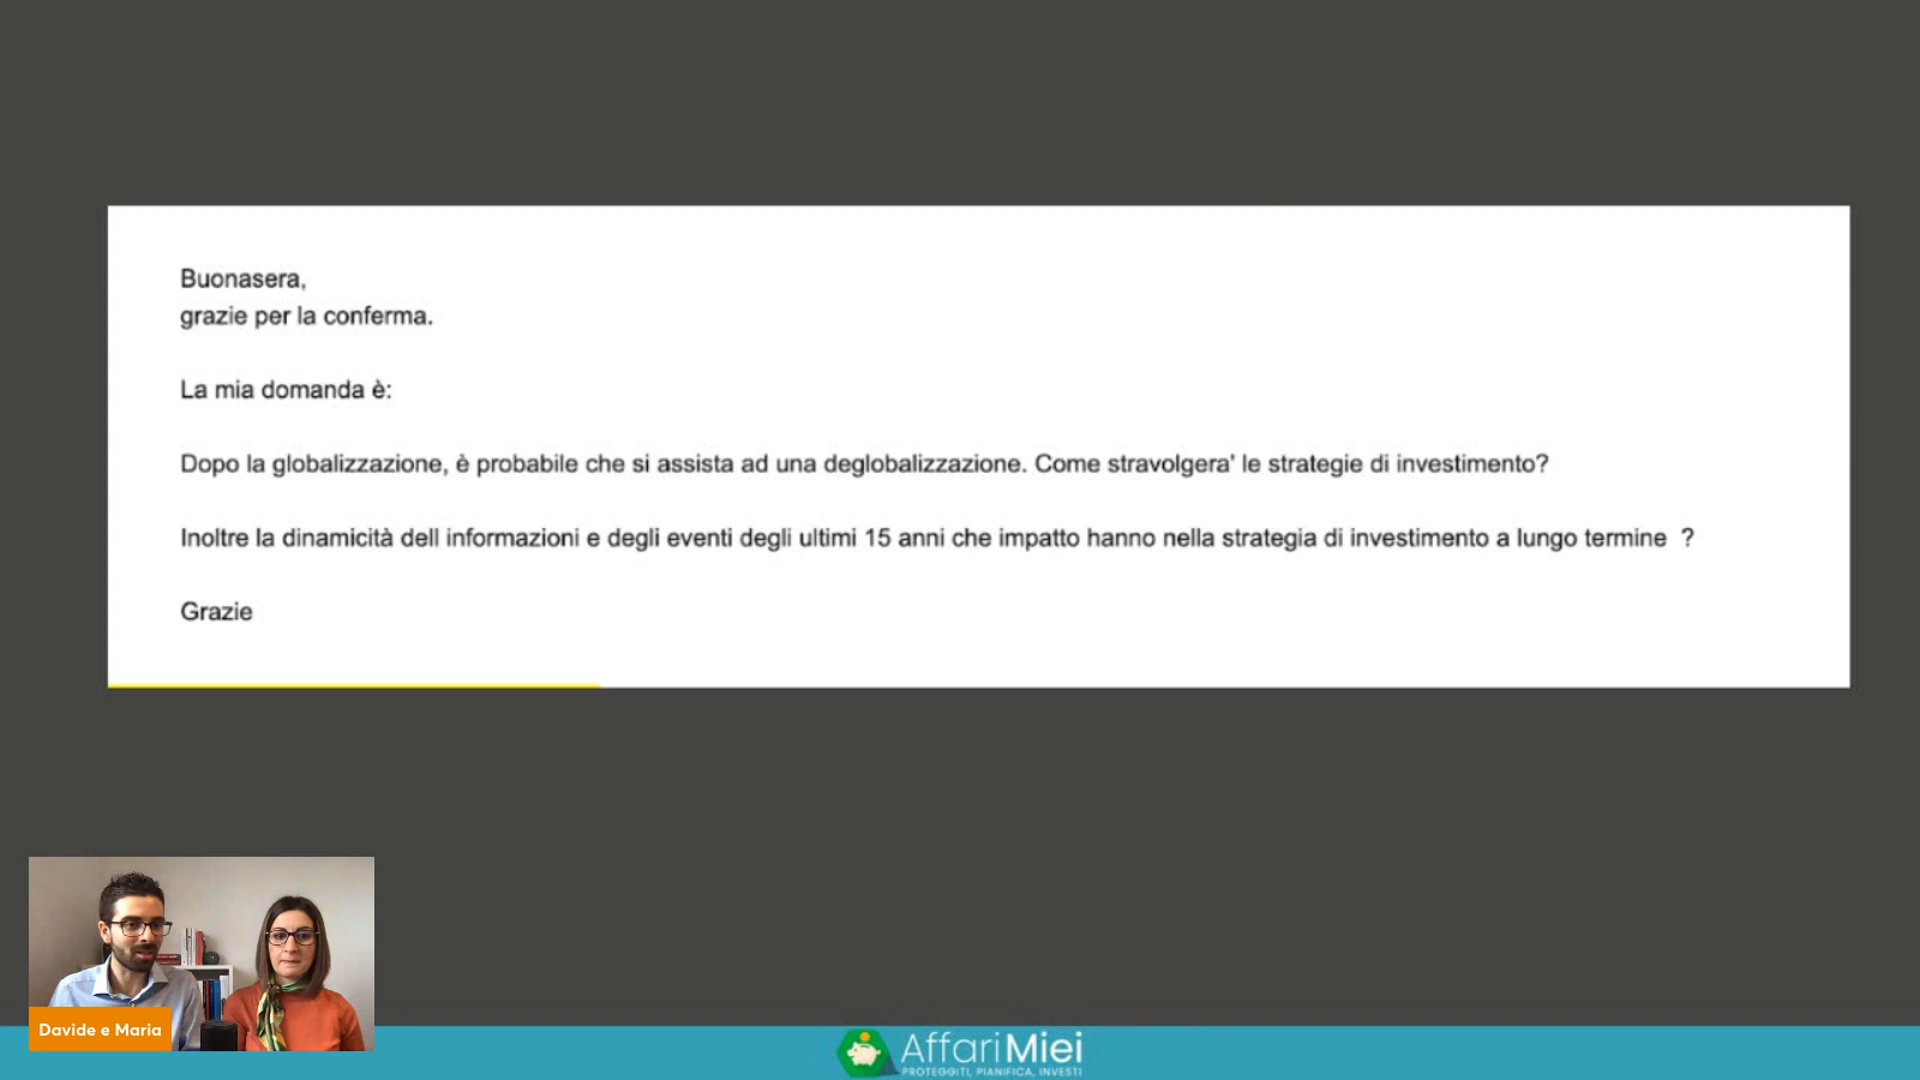 Buonasera,
grazie per la conferma.
La mia domanda è:
Dopo la globalizzazione, è probabile che si assista ad una deglobalizzazione. Come stravolgera' le strategie di investimento?
Inoltre la dinamicità dell informazioni e degli eventi degli ultimi 15 anni che impatto hanno nella strategia di investimento a lungo termine  ?
Grazie
Davide e Maria
AffariMiei
PROTEGGITI, PIANIFICA, INVESTI